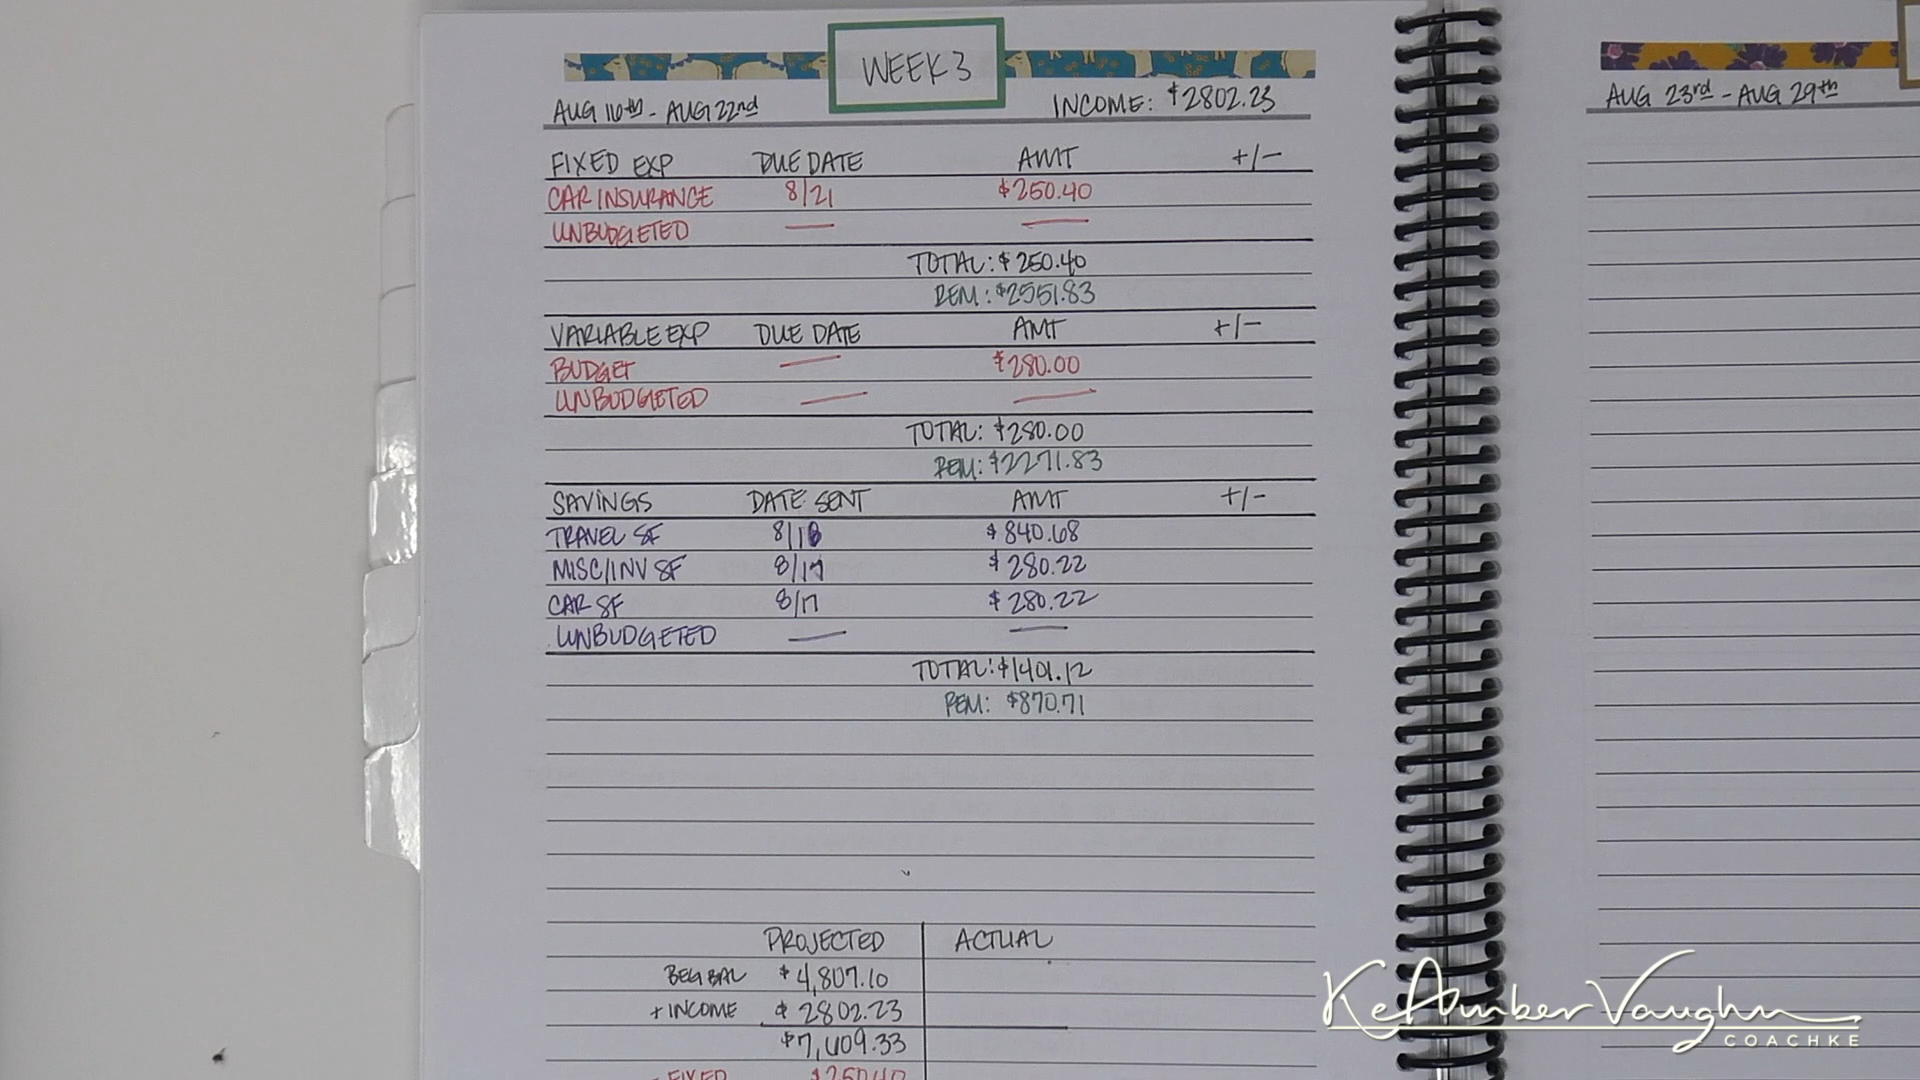 WEEK 3
AUG 16th - AUG 22nd INCOME: $2802.23
FIXED EXP DUE DATE AMT +/-
CAR INSURANCE 8/21 $250.40
UNBUDGETED — —
TOTAL: $250.40
REM: $2551.83
VARIABLE EXP DUE DATE AMT +/-
BUDGET — $280.00
UNBUDGETED — —
TOTAL: $280.00
REM: $2271.83
SAVINGS DATE SENT AMT +/-
TRAVEL SF $840.68
MISC/INV SF 8/17 $280.22
CAR SF 8/17 $280.22
UNBUDGETED — —
TOTAL: $1401.12
REM: $870.71
PROJECTED ACTUAL
BEG BAL $4,807.10
+ INCOME $2802.23
$7,609.33
- FIXED $250.40
AUG 23rd - AUG 29th
KeAmber Vaughn
COACHKE